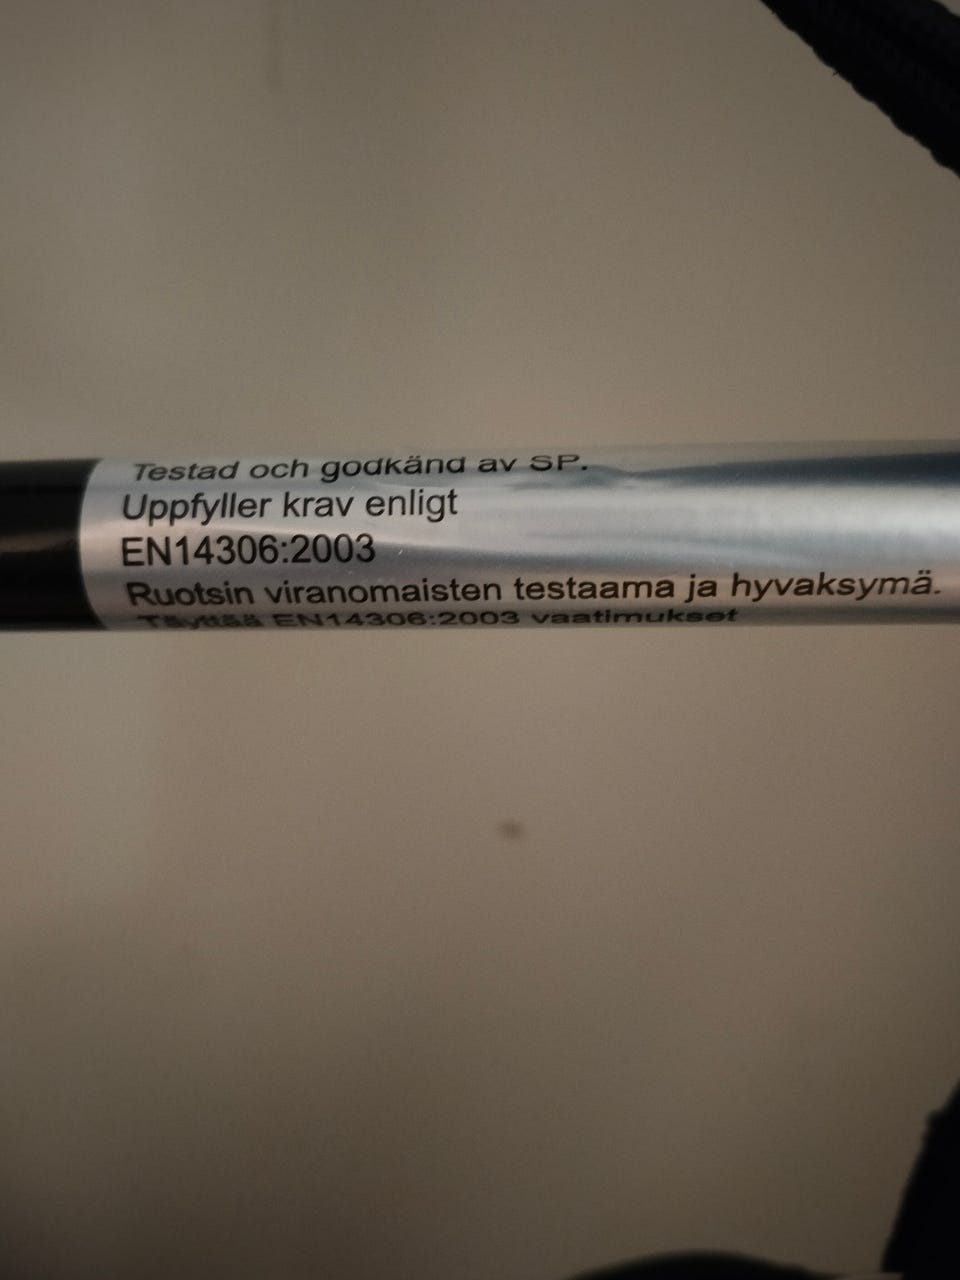 Testad och godkänd av SP.
Uppfyller krav enligt
EN14306:2003
Ruotsin viranomaisten testaama ja hyvaksymä.
Täyttää EN14306:2003 vaatimukset